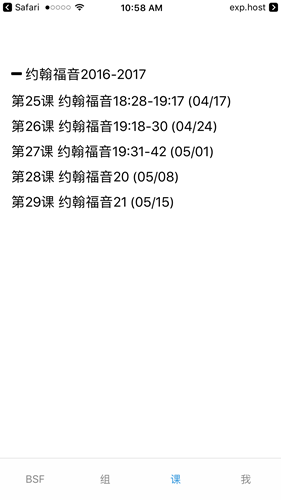 Safari 10:58 AM exp.host
约翰福音2016-2017
第25课 约翰福音18:28-19:17 (04/17)
第26课 约翰福音19:18-30 (04/24)
第27课 约翰福音19:31-42 (05/01)
第28课 约翰福音20 (05/08)
第29课 约翰福音21 (05/15)
BSF 组 课 我